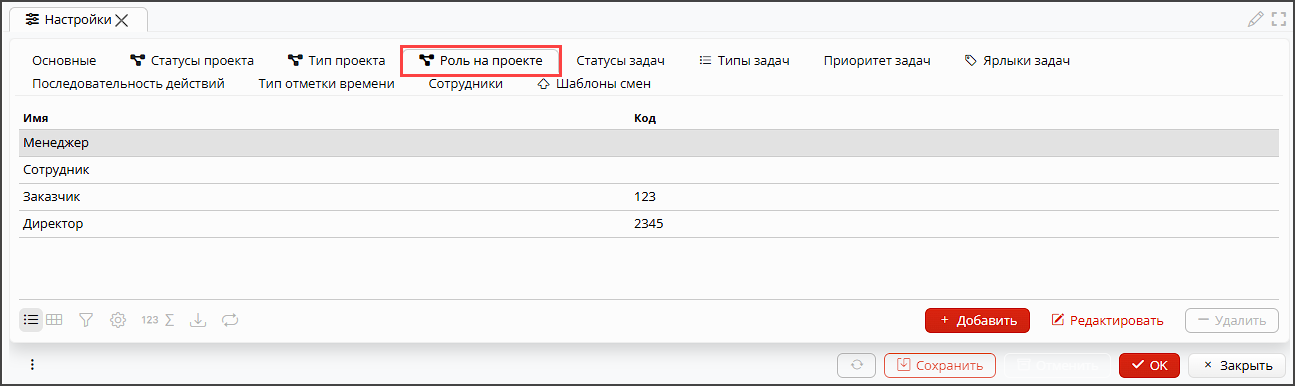 Настройки
Основные Статусы проекта Тип проекта Роль на проекте Статусы задач Типы задач Приоритет задач Ярлыки задач
Последовательность действий Тип отметки времени Сотрудники Шаблоны смен
Имя Код
Менеджер
Сотрудник
Заказчик 123
Директор 2345
123 Σ + Добавить Редактировать — Удалить
Сохранить OK × Закрыть